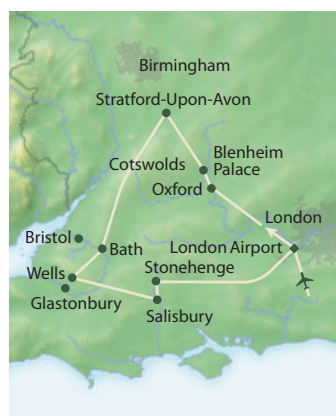 Birmingham
Stratford-Upon-Avon
Cotswolds
Blenheim
Palace
Oxford
London
Bristol
Bath
London Airport
Wells
Stonehenge
Glastonbury
Salisbury